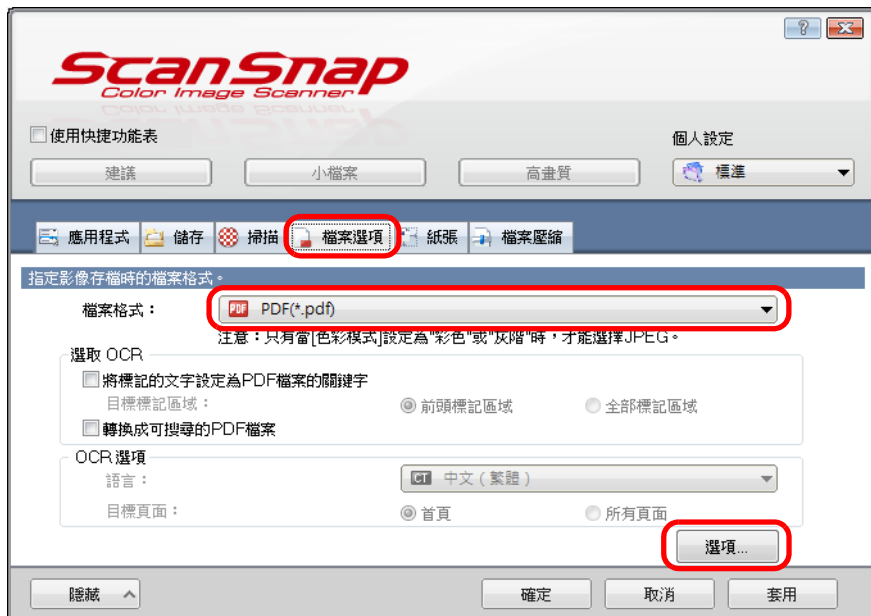 ScanSnap
Color Image Scanner
使用快捷功能表
個人設定
建議 小檔案 高畫質 標準
應用程式 儲存 掃描 檔案選項 紙張 檔案壓縮
指定影像存檔時的檔案格式。
檔案格式： PDF PDF(*.pdf)
注意：只有當[色彩模式]設定為"彩色"或"灰階"時，才能選擇JPEG。
選取 OCR
將標記的文字設定為PDF檔案的關鍵字
目標標記區域： 前頭標記區域 全部標記區域
轉換成可搜尋的PDF檔案
OCR 選項
語言： CT 中文（繁體）
目標頁面： 首頁 所有頁面
選項...
隱藏 確定 取消 套用